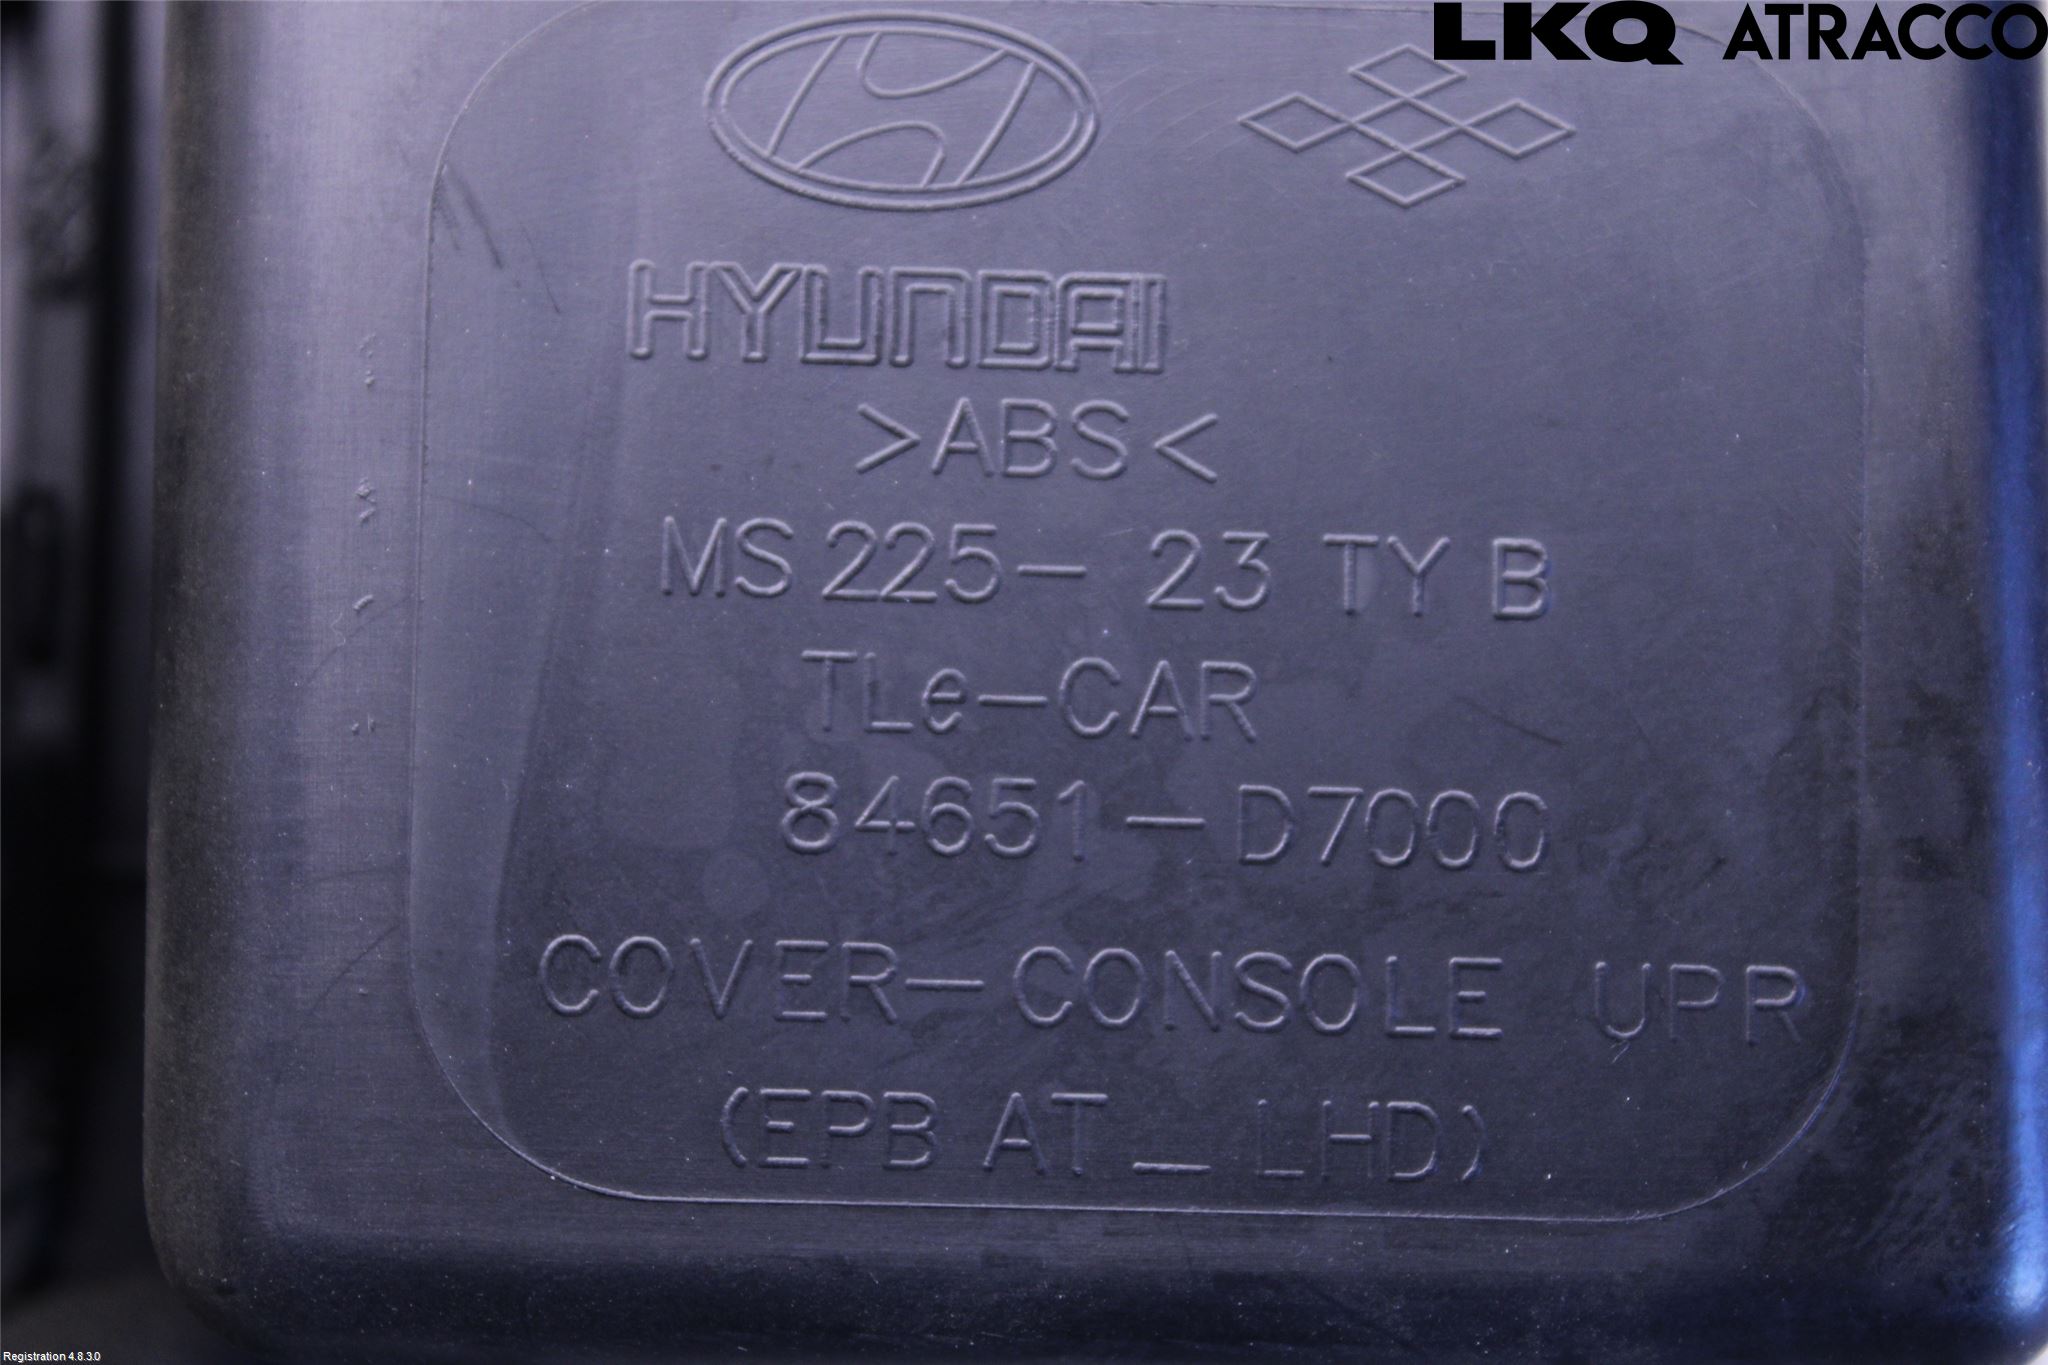 LKQ ATRACCO
HYUNDAI
>ABS<
MS 225-23 TY B
TLe-CAR
84651-D7000
COVER-CONSOLE UPR
(EPB AT_LHD)
Registration 4.8.3.0